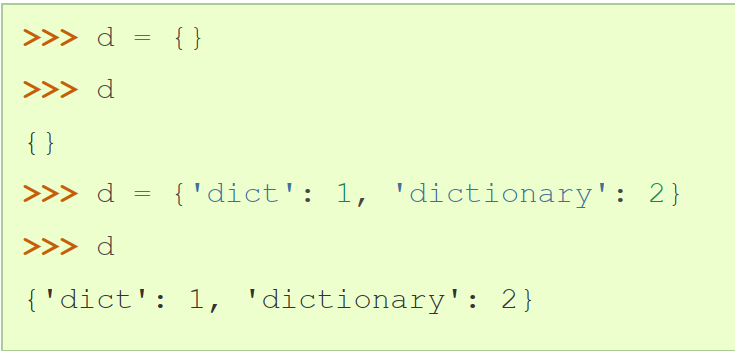 >>> d = {}
>>> d
{}
>>> d = {'dict': 1, 'dictionary': 2}
>>> d
{'dict': 1, 'dictionary': 2}